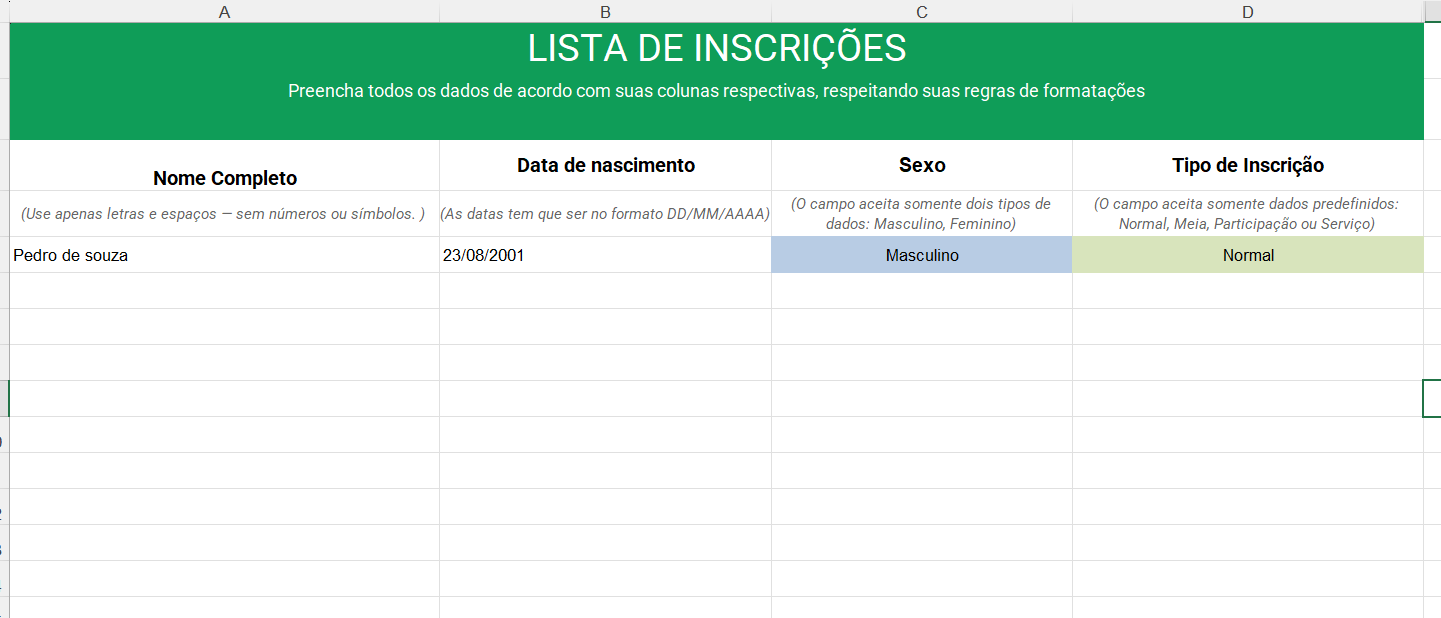 A B C D
LISTA DE INSCRIÇÕES
Preencha todos os dados de acordo com suas colunas respectivas, respeitando suas regras de formatações
Nome Completo
Data de nascimento
Sexo
Tipo de Inscrição
(Use apenas letras e espaços — sem números ou símbolos. )
(As datas tem que ser no formato DD/MM/AAAA)
(O campo aceita somente dois tipos de
dados: Masculino, Feminino)
(O campo aceita somente dados predefinidos:
Normal, Meia, Participação ou Serviço)
Pedro de souza
23/08/2001
Masculino
Normal